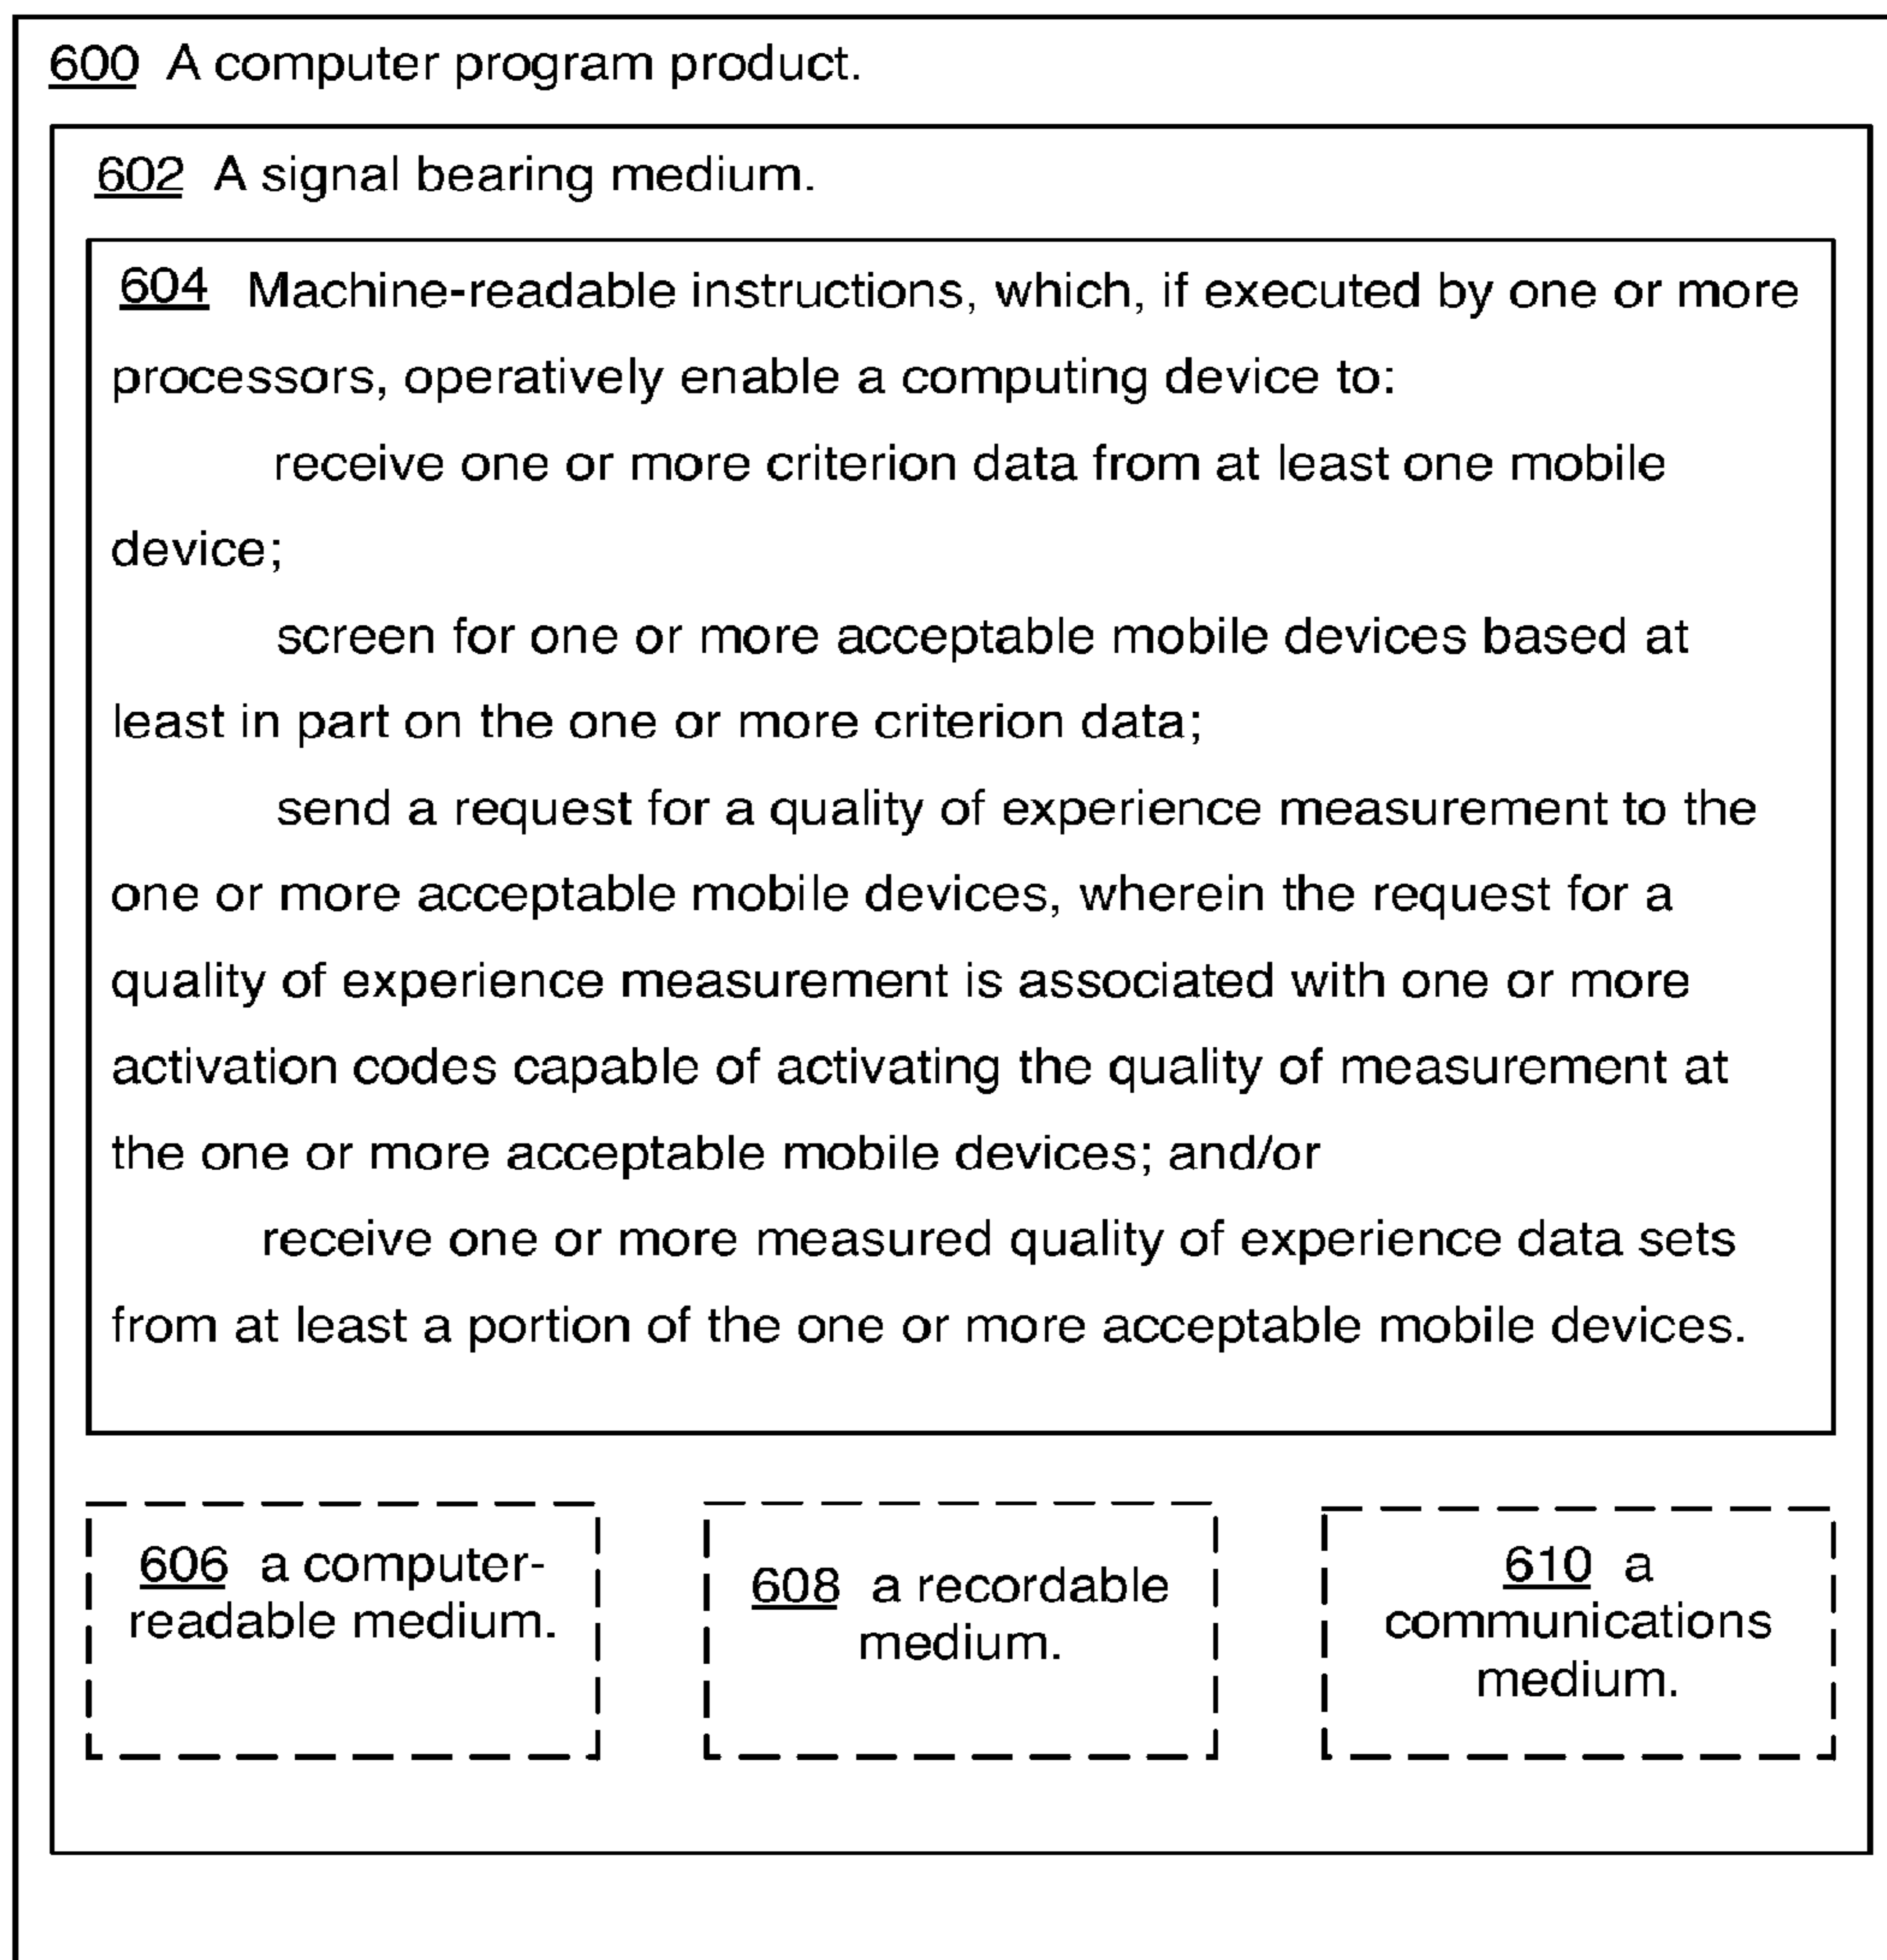 600 A computer program product.
602 A signal bearing medium.
604 Machine-readable instructions, which, if executed by one or more
processors, operatively enable a computing device to:
receive one or more criterion data from at least one mobile
device;
screen for one or more acceptable mobile devices based at
least in part on the one or more criterion data;
send a request for a quality of experience measurement to the
one or more acceptable mobile devices, wherein the request for a
quality of experience measurement is associated with one or more
activation codes capable of activating the quality of measurement at
the one or more acceptable mobile devices; and/or
receive one or more measured quality of experience data sets
from at least a portion of the one or more acceptable mobile devices.
606 a computer-
readable medium.
608 a recordable
medium.
610 a
communications
medium.